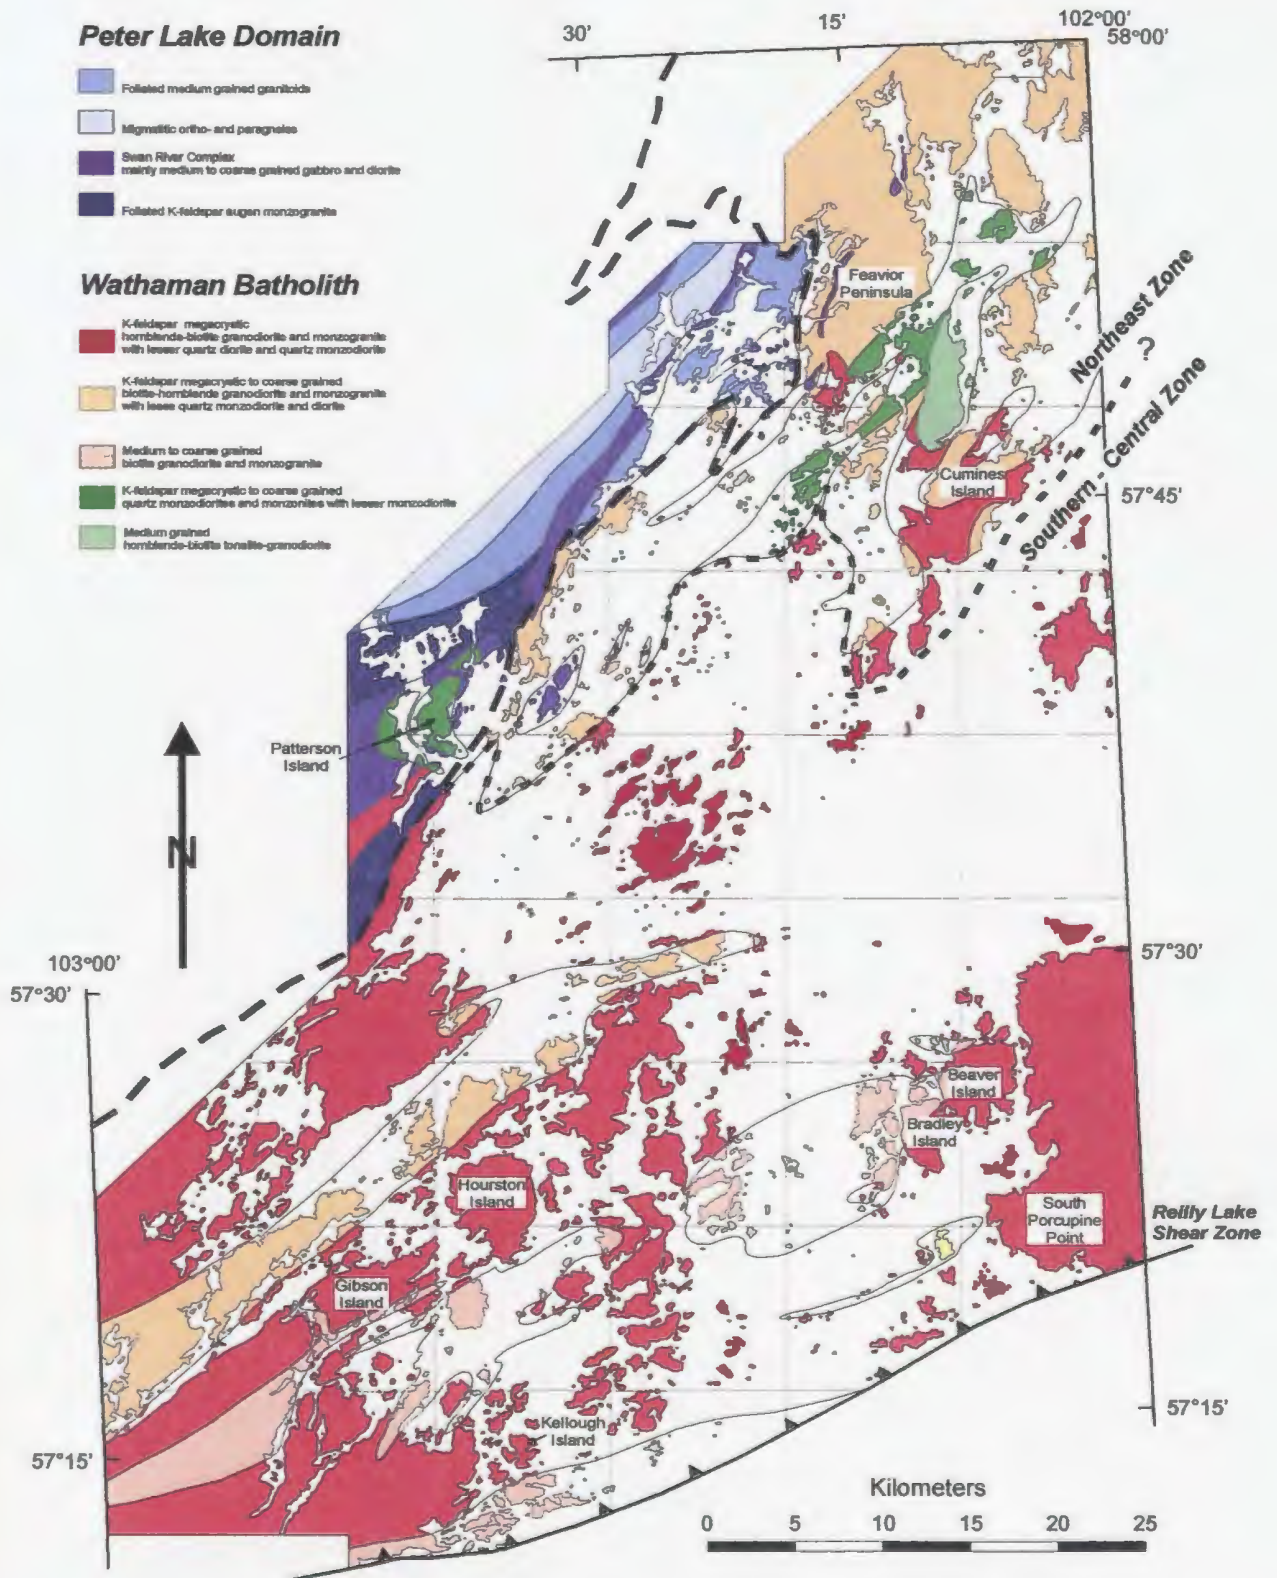 Peter Lake Domain
Foliated medium grained granitoids
Migmatitic ortho- and paragneiss
Swan River Complex
mainly medium to coarse grained gabbro and diorite
Foliated K-feldspar augen monzogranite
Wathaman Batholith
K-feldspar megacrystic
hornblende-biotite granodiorite and monzogranite
with lesser quartz diorite and quartz monzodiorite
K-feldspar megacrystic to coarse grained
biotite-hornblende granodiorite and monzogranite
with lesse quartz monzodiorite and diorite
Medium to coarse grained
biotite granodiorite and monzogranite
K-feldspar megacrystic to coarse grained
quartz monzodiorites and monzonites with lesser monzodiorite
Medium grained
hornblende-biotite tonalite-granodiorite
30'
15'
102°00'
58°00'
Feavior
Peninsula
Northeast Zone
?
Southern - Central Zone
Cumines
Island
57°45'
Patterson
Island
N
103°00'
57°30'
57°30'
Beaver
Island
Bradley
Island
Hourston
Island
South
Porcupine
Point
Reilly Lake
Shear Zone
Gibson
Island
Kellough
Island
57°15'
57°15'
Kilometers
0 5 10 15 20 25